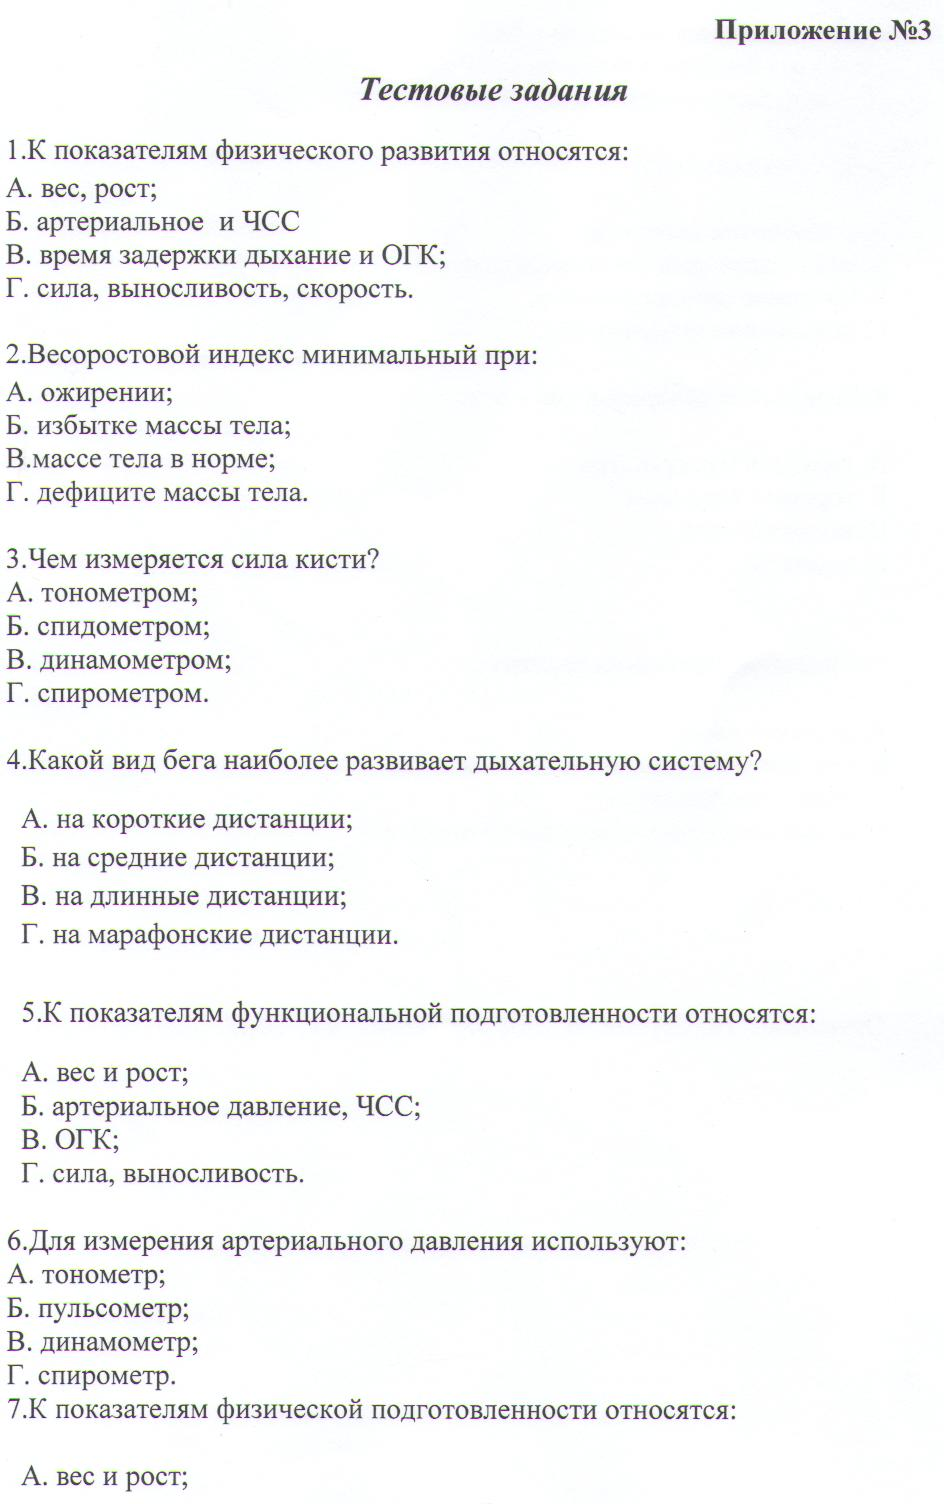 Приложение №3
Тестовые задания
1.К показателям физического развития относятся:
А. вес, рост;
Б. артериальное  и ЧСС
В. время задержки дыхание и ОГК;
Г. сила, выносливость, скорость.
2.Весоростовой индекс минимальный при:
А. ожирении;
Б. избытке массы тела;
В.массе тела в норме;
Г. дефиците массы тела.
3.Чем измеряется сила кисти?
А. тонометром;
Б. спидометром;
В. динамометром;
Г. спирометром.
4.Какой вид бега наиболее развивает дыхательную систему?
А. на короткие дистанции;
Б. на средние дистанции;
В. на длинные дистанции;
Г. на марафонские дистанции.
5.К показателям функциональной подготовленности относятся:
А. вес и рост;
Б. артериальное давление, ЧСС;
В. ОГК;
Г. сила, выносливость.
6.Для измерения артериального давления используют:
А. тонометр;
Б. пульсометр;
В. динамометр;
Г. спирометр.
7.К показателям физической подготовленности относятся:
А. вес и рост;